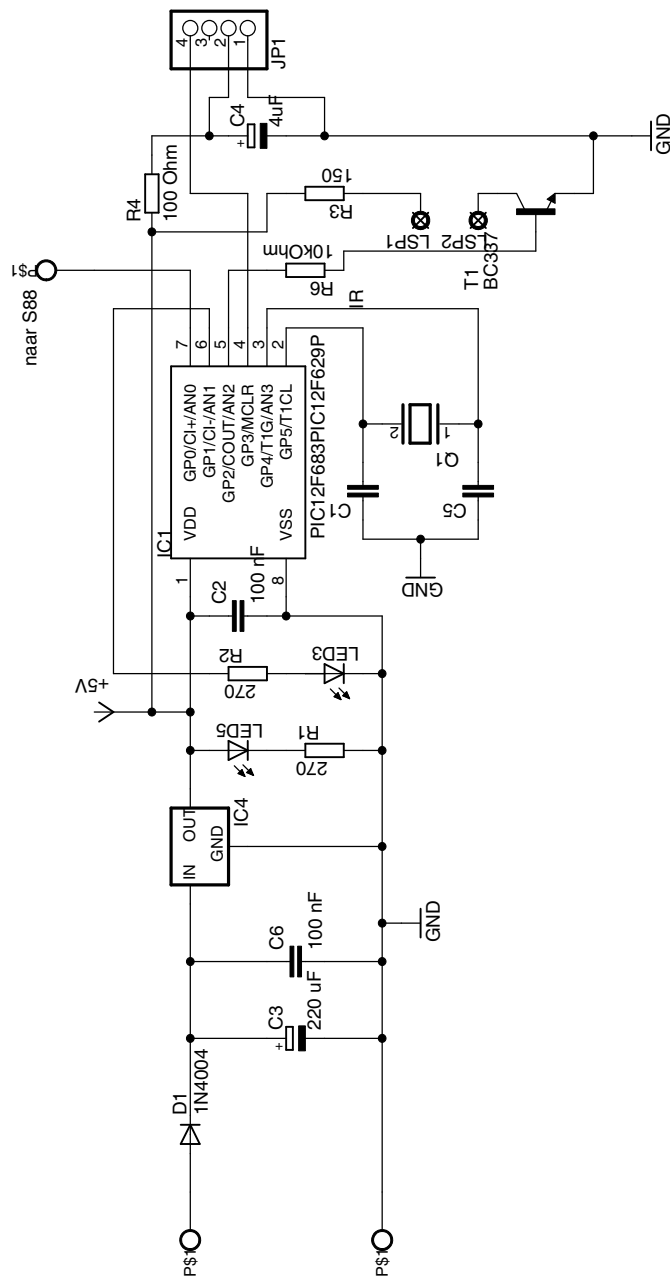 P$1
P$1
D1
1N4004
C3
220 uF
+
C6
100 nF
GND
IC4
IN
OUT
GND
LED5
R1
270
+5V
R2
270
LED3
C2
100 nF
IC1
1
8
VDD
VSS
GP0/CI+/AN0
GP1/CI-/AN1
GP2/COUT/AN2
GP3/MCLR
GP4/T1G/AN3
GP5/T1CL
PIC12F683PIC12F629P
7
6
5
4
3
2
naar S88
P$1
GND
C1
C5
Q1
2
1
IR
R6
10kOhm
R4
100 Ohm
R3
150
LSP1
LSP2
T1
BC337
C4
4uF
+
GND
JP1
4
3
2
1